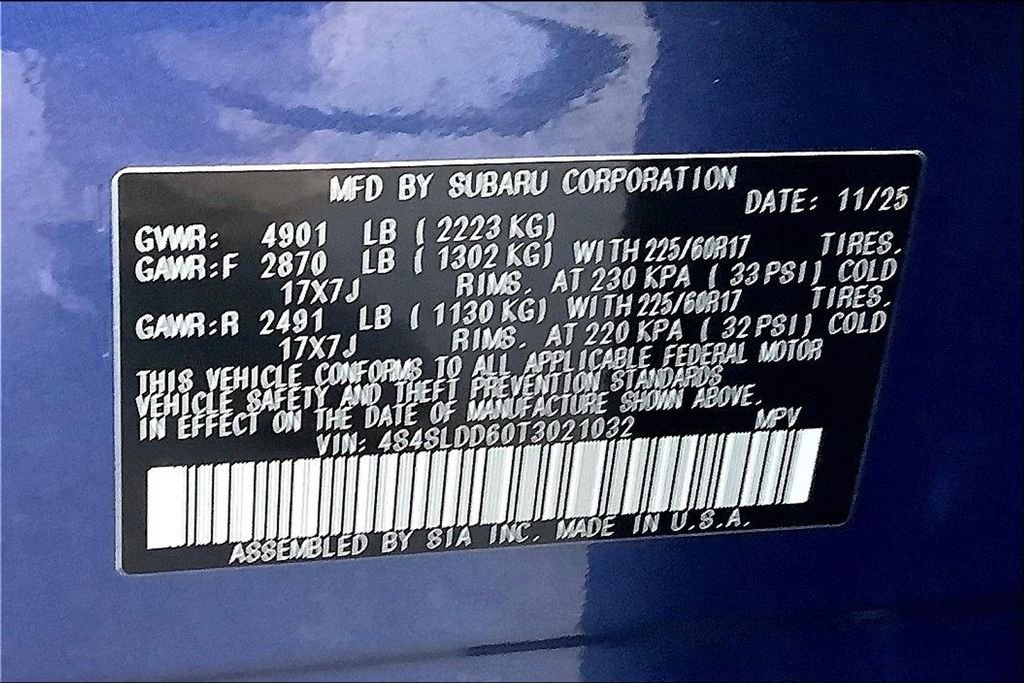 MFD BY SUBARU CORPORATION
DATE: 11/25
GVWR: 4901 LB ( 2223 KG)
GAWR:F 2870 LB ( 1302 KG) WITH 225/60R17 TIRES.
17X7J RIMS. AT 230 KPA ( 33 PSI) COLD
GAWR:R 2491 LB ( 1130 KG) WITH 225/60R17 TIRES.
17X7J RIMS. AT 220 KPA ( 32 PSI) COLD
THIS VEHICLE CONFORMS TO ALL APPLICABLE FEDERAL MOTOR
VEHICLE SAFETY AND THEFT PREVENTION STANDARDS
IN EFFECT ON THE DATE OF MANUFACTURE SHOWN ABOVE.
VIN: 4S4SLDD60T3021032 MPV
ASSEMBLED BY SIA INC. MADE IN U.S.A.